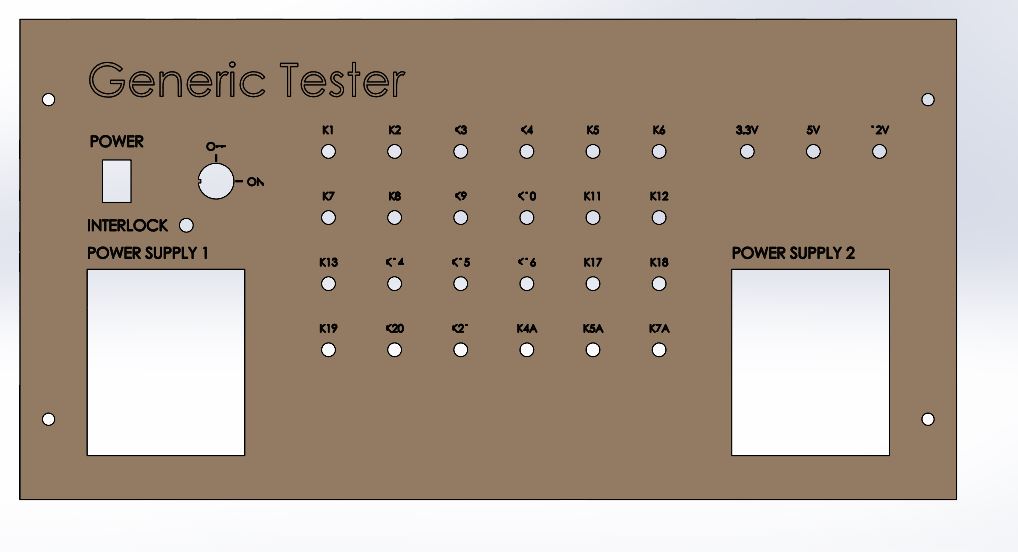 Generic Tester
K1 K2 K3 K4 K5 K6 3.3V 5V 12V
POWER
OFF
ON
K7 K8 K9 K10 K11 K12
INTERLOCK
POWER SUPPLY 1
POWER SUPPLY 2
K13 K14 K15 K16 K17 K18
K19 K20 K21 K4A K5A K7A